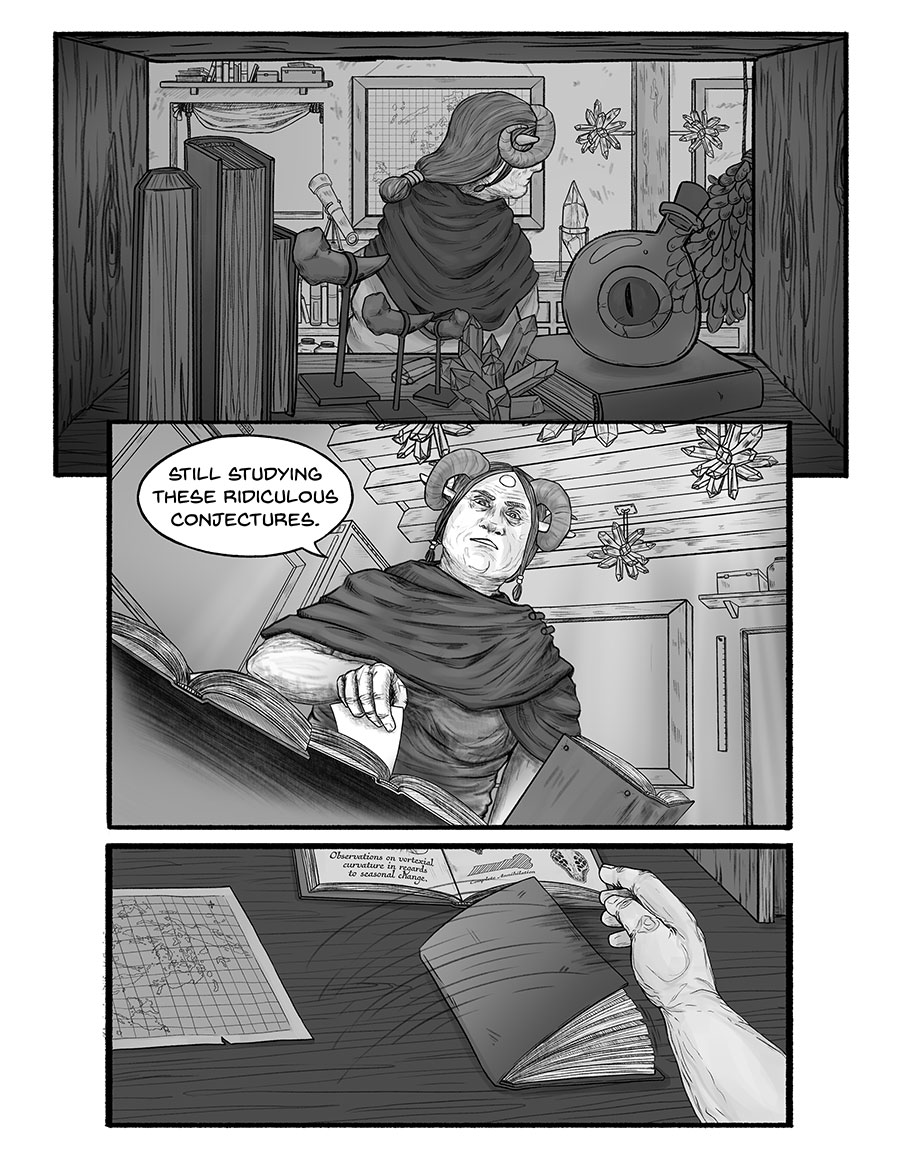 STILL STUDYING
THESE RIDICULOUS
CONJECTURES.
Observations on vortexial
curvature in regards
to seasonal change.
Complete Annihilation